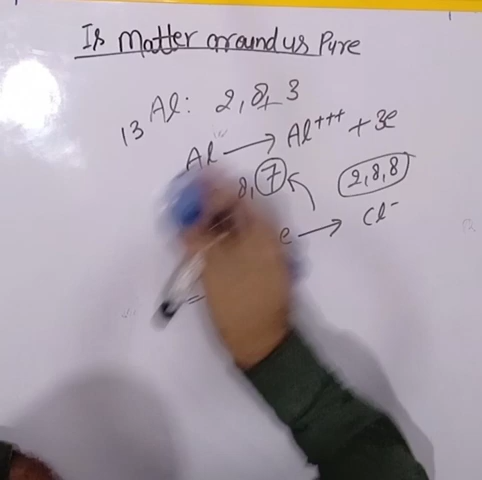 Is Matter around us Pure
13 Al: 2, 8, 3
Al → Al+++ + 3e
8, 7
2,8,8
e → Cl-
=